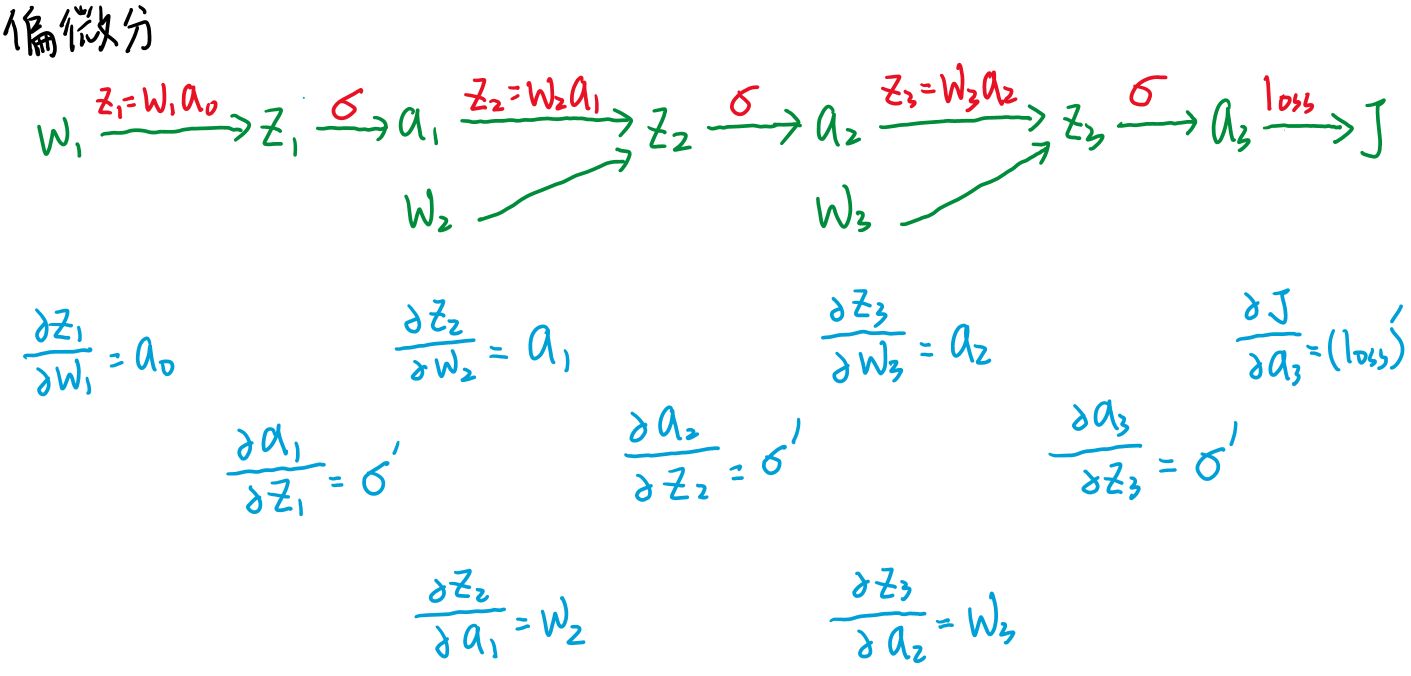 偏微分
z₁=w₁a₀ σ z₂=w₂a₁ σ z₃=w₃a₂ σ loss
w₁ → z₁ → a₁ → z₂ → a₂ → z₃ → a₃ → J
w₂ w₃
∂z₁/∂w₁ = a₀ ∂z₂/∂w₂ = a₁ ∂z₃/∂w₃ = a₂ ∂J/∂a₃ = (loss)′
∂a₁/∂z₁ = σ′ ∂a₂/∂z₂ = σ′ ∂a₃/∂z₃ = σ′
∂z₂/∂a₁ = w₂ ∂z₃/∂a₂ = w₃